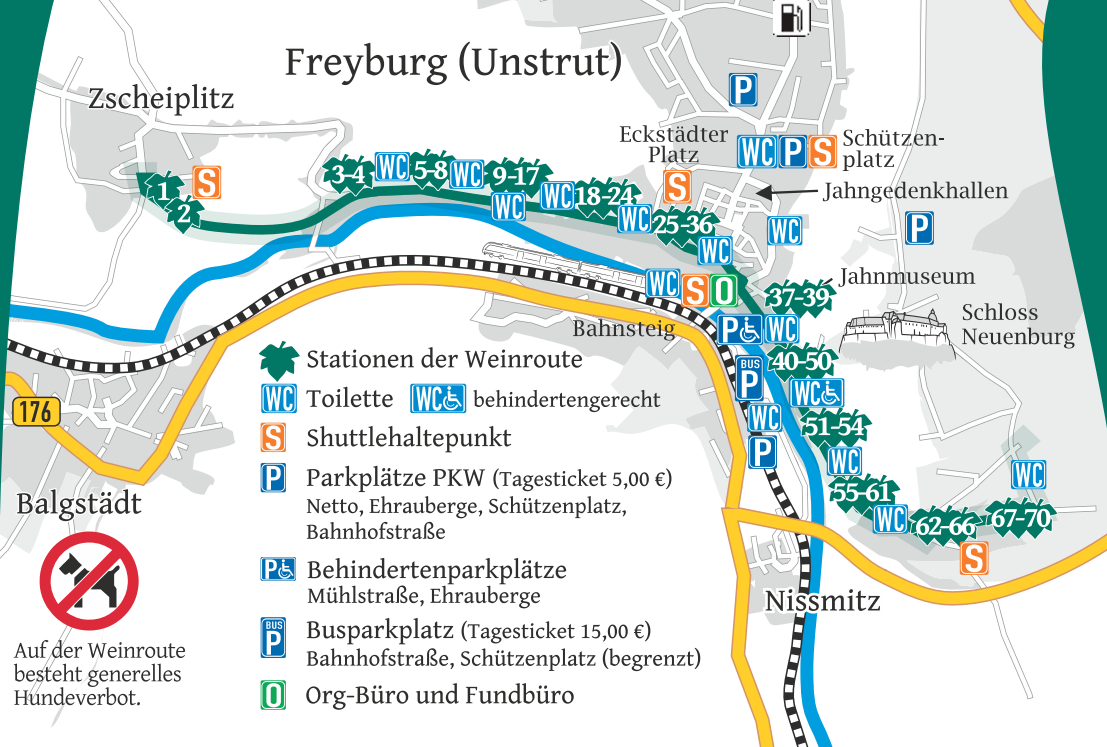 Freyburg (Unstrut)
Zscheiplitz
P
Eckstädter
Platz
WC P S
Schützen-
platz
S
1
S
2
3-4
WC
5-8
WC
9-17
WC
18-24
WC
WC
25-36
S
Jahngedenkhallen
WC
P
WC
WC S O
Jahnmuseum
37-39
Bahnsteig
P
WC
Schloss
Neuenburg
40-50
BUS
P
WC
WC
51-54
P
WC
WC
55-61
WC
62-66
67-70
S
176
Balgstädt
Nissmitz
Stationen der Weinroute
WC Toilette WC behindertengerecht
S Shuttlehaltepunkt
P Parkplätze PKW (Tagesticket 5,00 €)
Netto, Ehrauberge, Schützenplatz,
Bahnhofstraße
P Behindertenparkplätze
Mühlstraße, Ehrauberge
BUS
P Busparkplatz (Tagesticket 15,00 €)
Bahnhofstraße, Schützenplatz (begrenzt)
O Org-Büro und Fundbüro
Auf der Weinroute
besteht generelles
Hundeverbot.